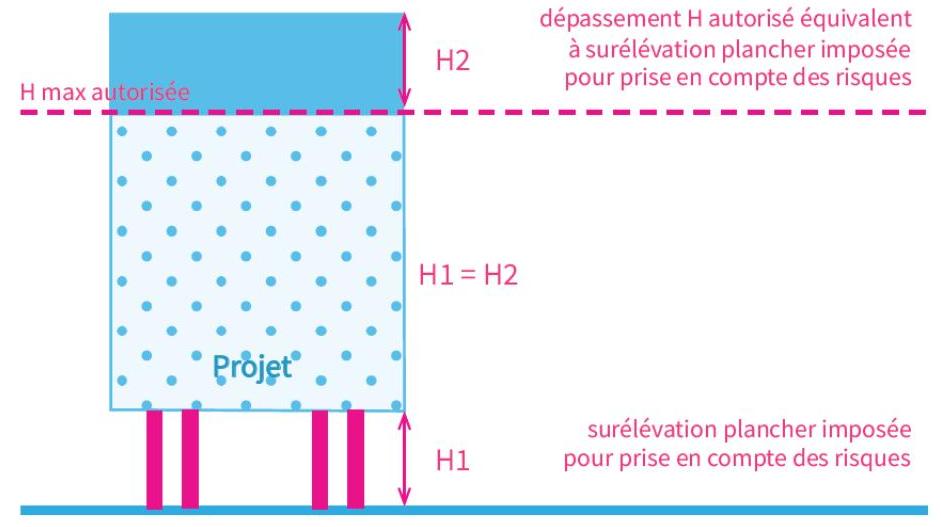 dépassement H autorisé équivalent
à surélévation plancher imposée
pour prise en compte des risques
H2
H max autorisée
H1 = H2
Projet
surélévation plancher imposée
pour prise en compte des risques
H1